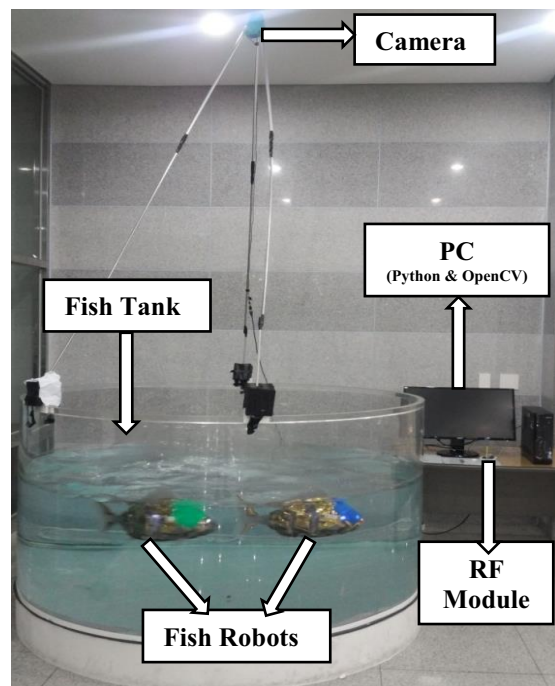 Camera
PC
(Python & OpenCV)
Fish Tank
RF
Module
Fish Robots